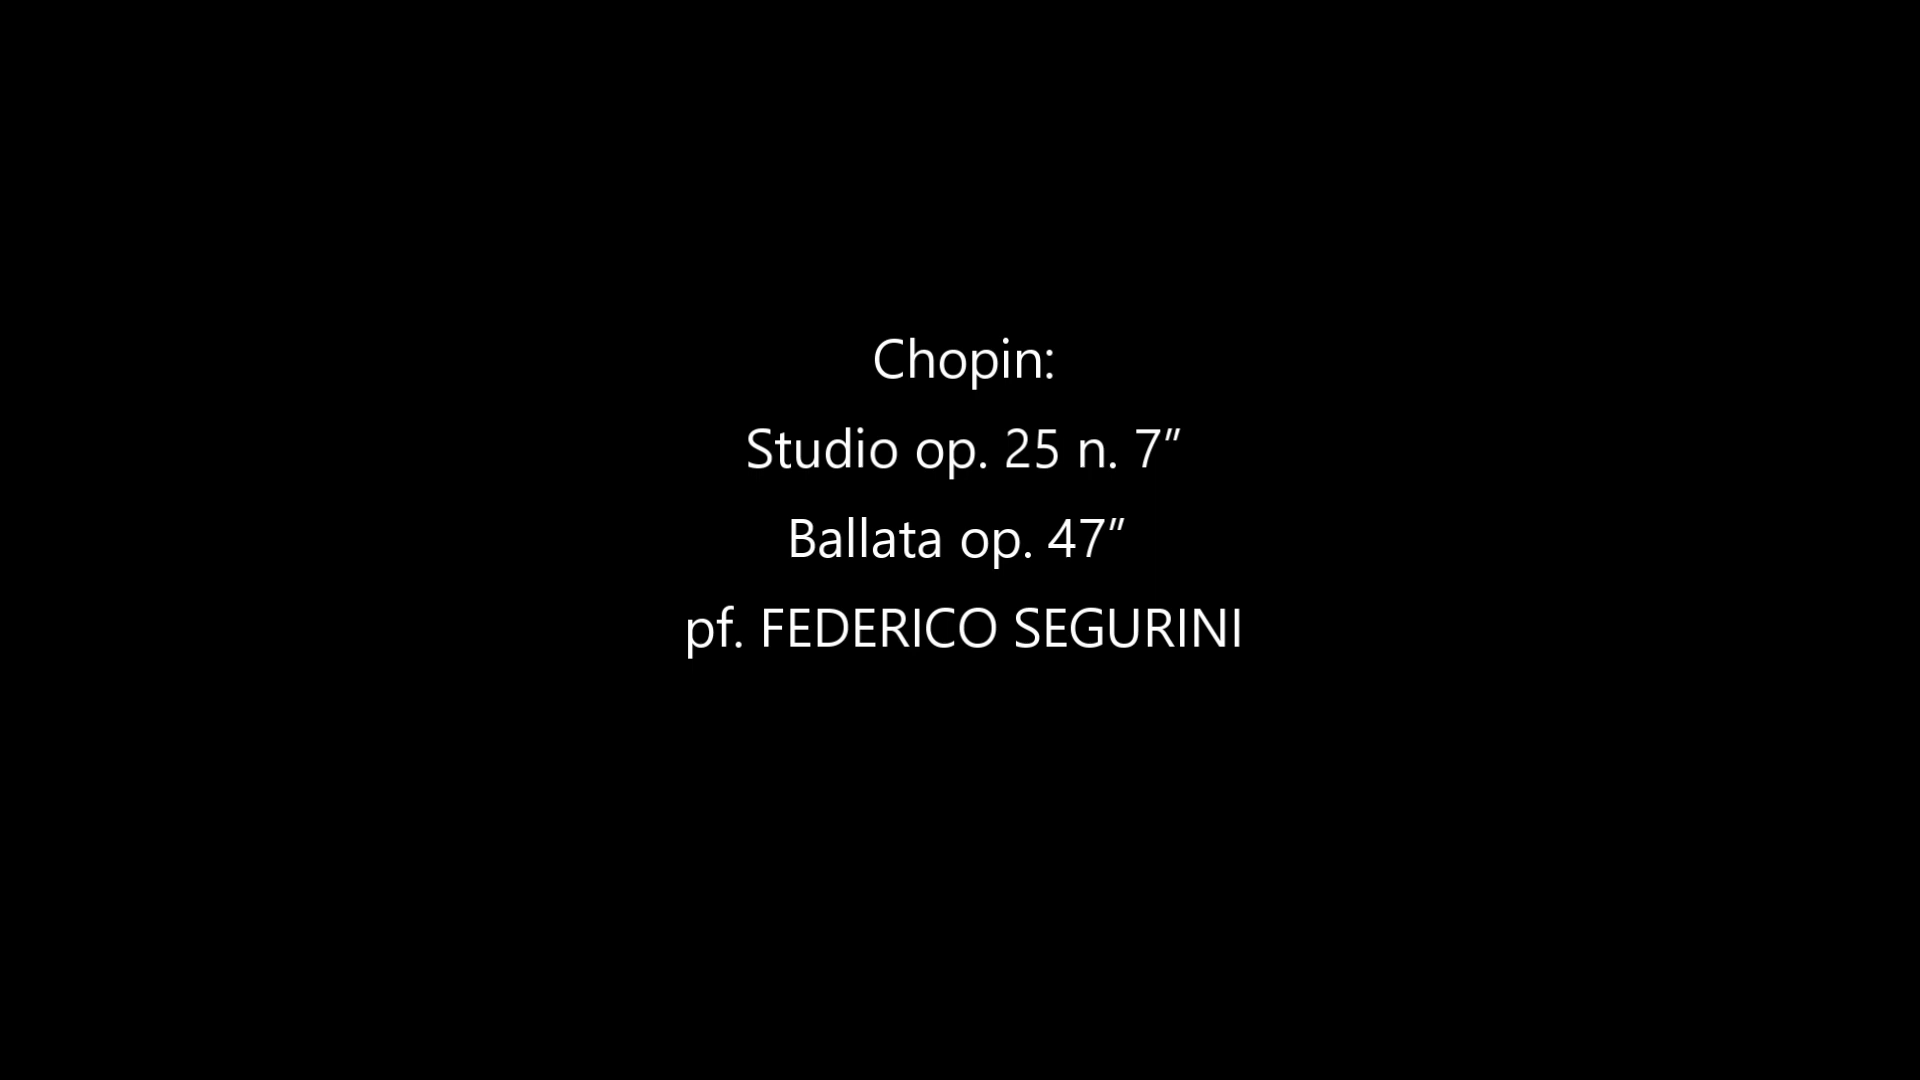 Chopin:
Studio op. 25 n. 7”
Ballata op. 47”
pf. FEDERICO SEGURINI